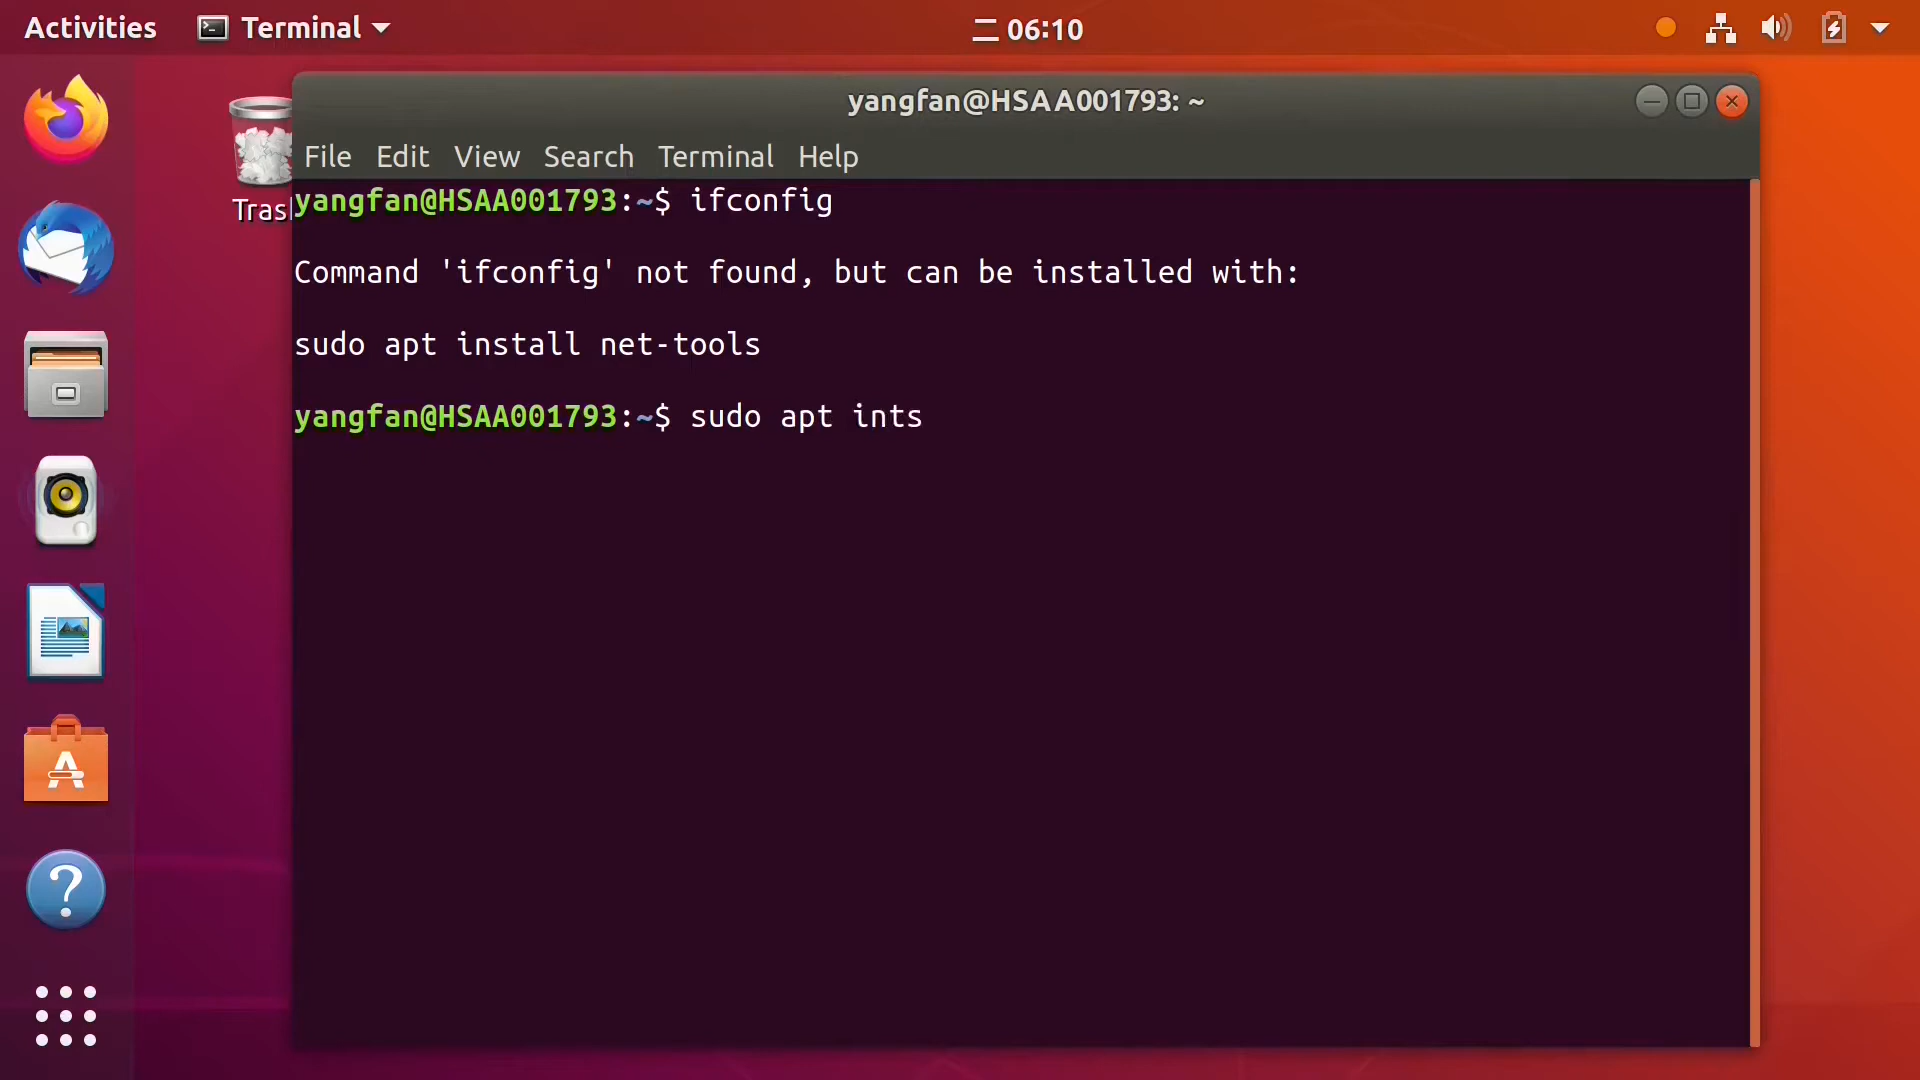 Activities Terminal 二 06:10
yangfan@HSAA001793: ~
File Edit View Search Terminal Help
Tras
yangfan@HSAA001793:~$ ifconfig
Command 'ifconfig' not found, but can be installed with:
sudo apt install net-tools
yangfan@HSAA001793:~$ sudo apt ints